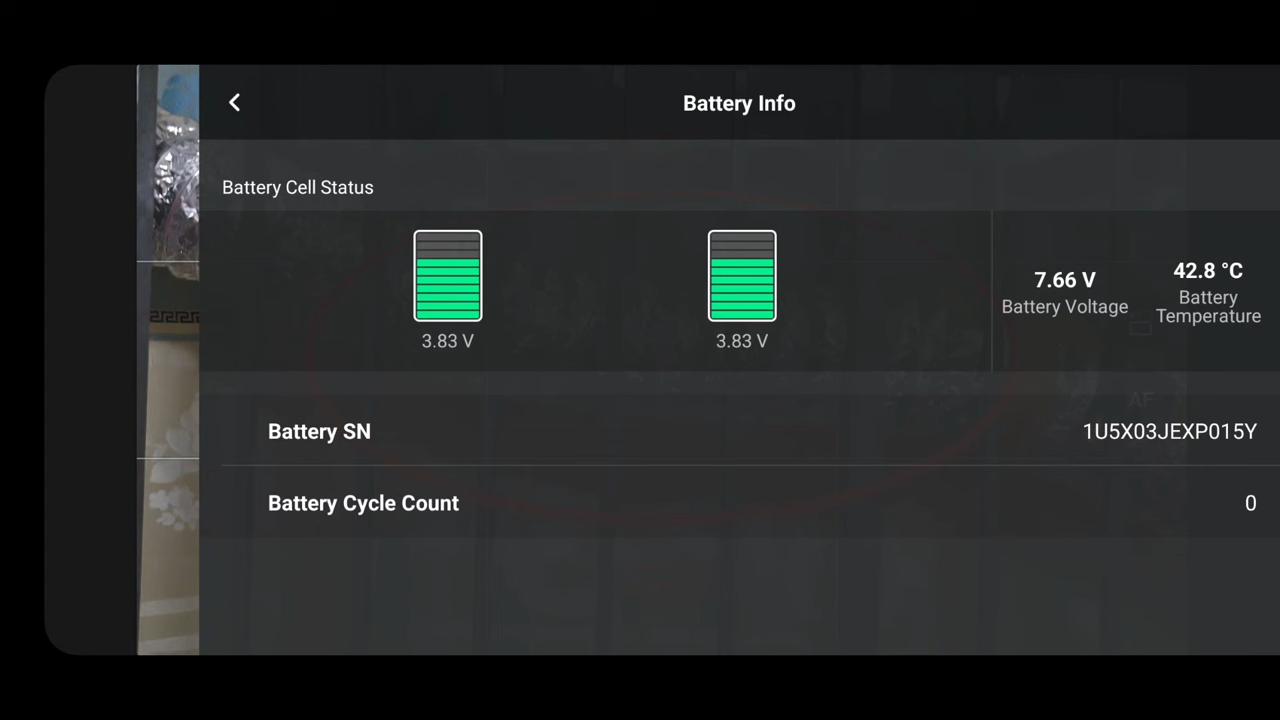 Battery Info
Battery Cell Status
3.83 V
3.83 V
7.66 V
Battery Voltage
42.8 °C
Battery
Temperature
AF
Battery SN
1U5X03JEXP015Y
Battery Cycle Count
0